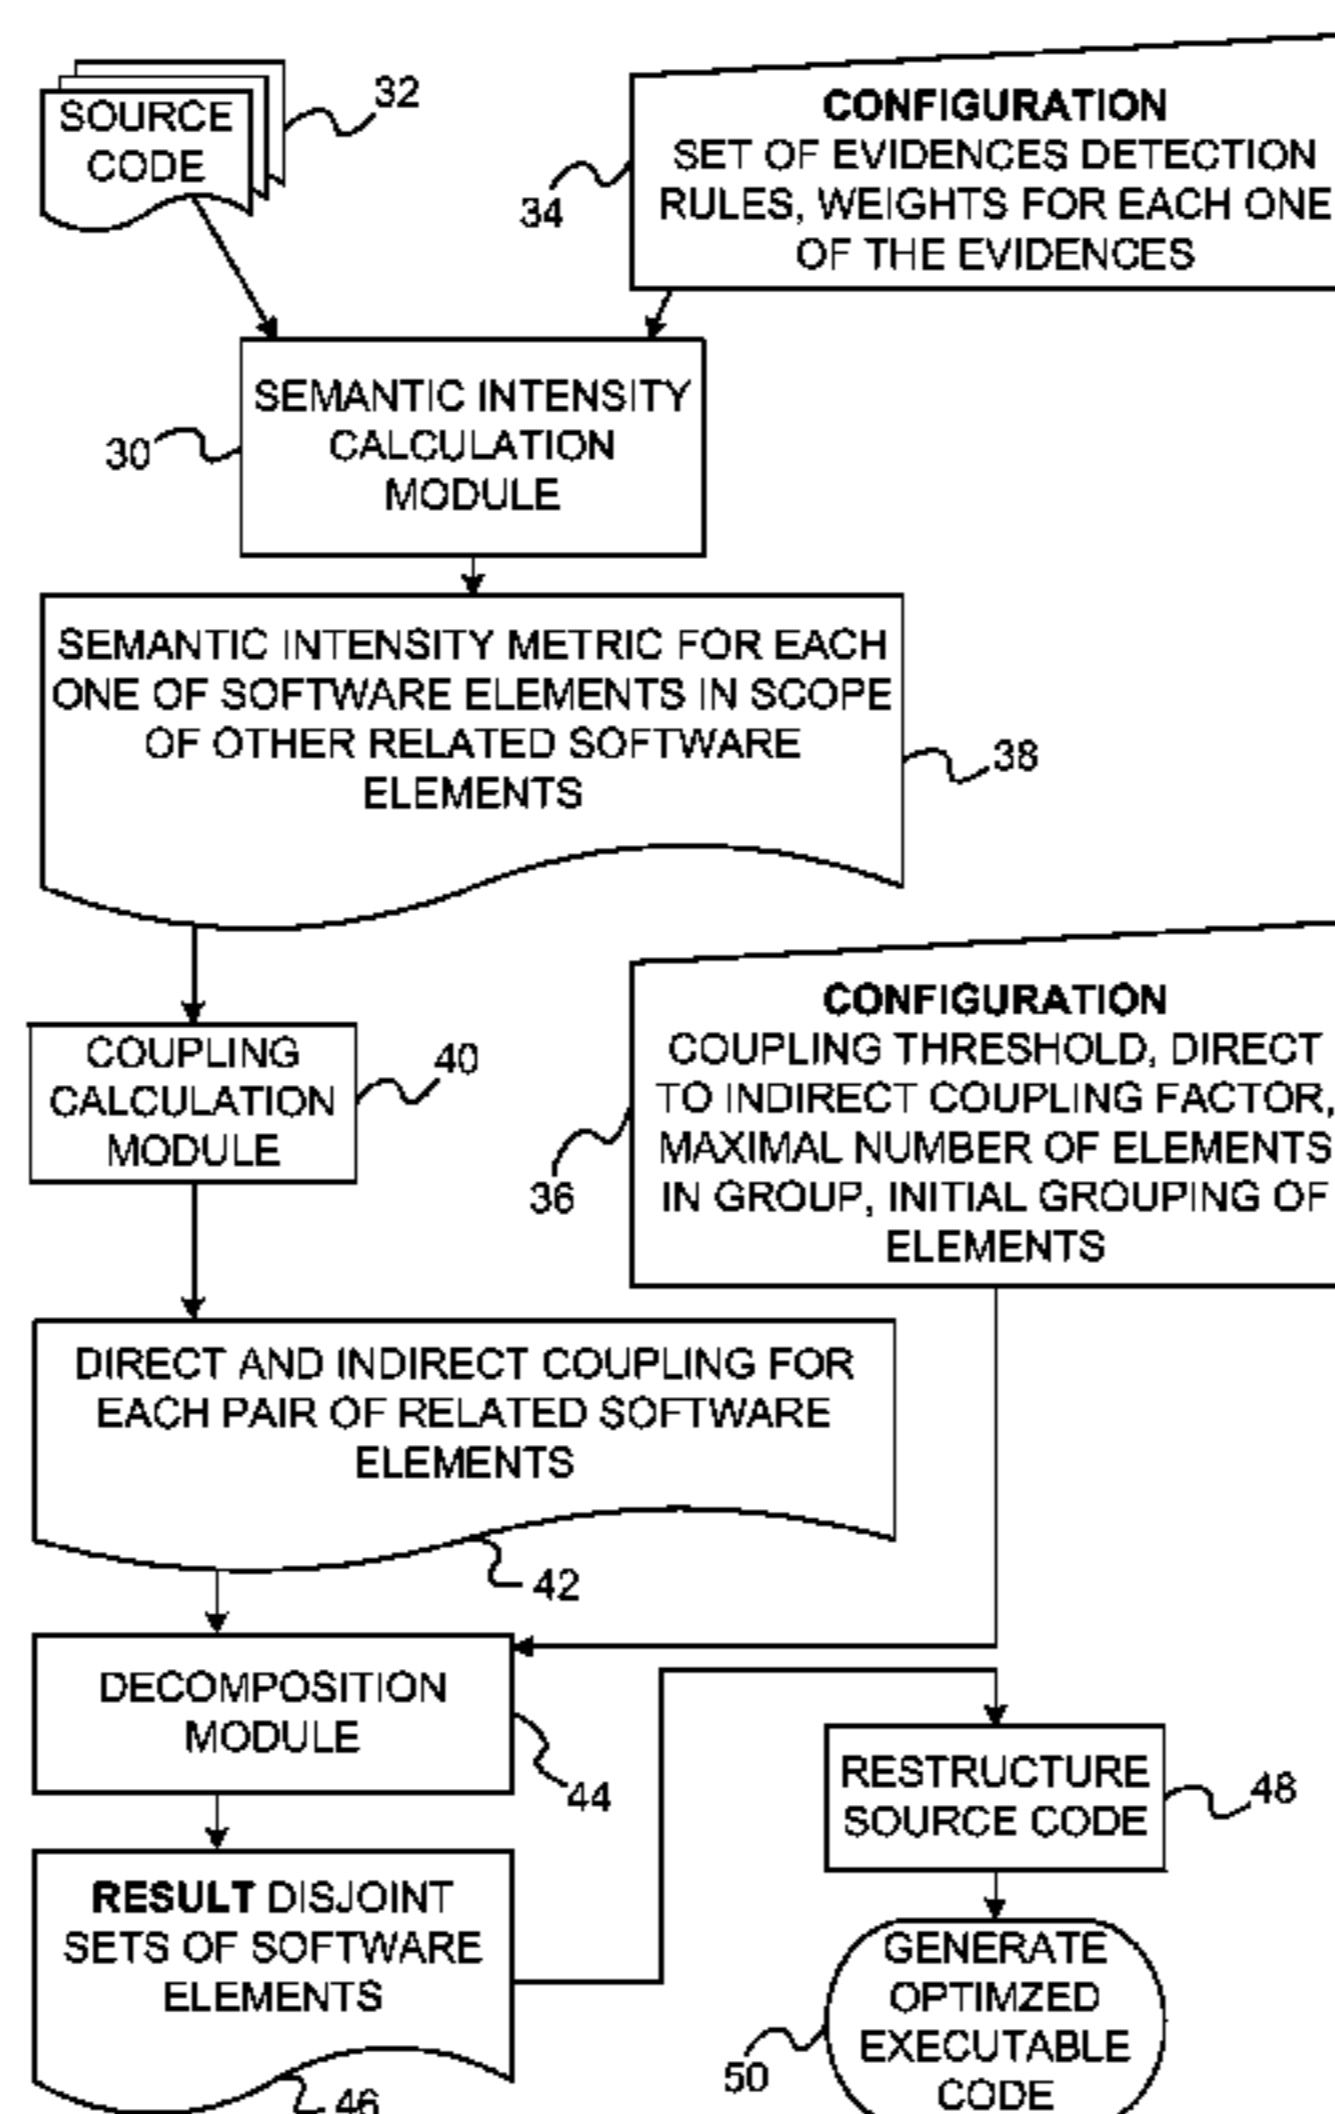 SOURCE
CODE
32
CONFIGURATION
SET OF EVIDENCES DETECTION
RULES, WEIGHTS FOR EACH ONE
OF THE EVIDENCES
34
SEMANTIC INTENSITY
CALCULATION
MODULE
30
SEMANTIC INTENSITY METRIC FOR EACH
ONE OF SOFTWARE ELEMENTS IN SCOPE
OF OTHER RELATED SOFTWARE
ELEMENTS
38
COUPLING
CALCULATION
MODULE
40
CONFIGURATION
COUPLING THRESHOLD, DIRECT
TO INDIRECT COUPLING FACTOR,
MAXIMAL NUMBER OF ELEMENTS
IN GROUP, INITIAL GROUPING OF
ELEMENTS
36
DIRECT AND INDIRECT COUPLING FOR
EACH PAIR OF RELATED SOFTWARE
ELEMENTS
42
DECOMPOSITION
MODULE
44
RESTRUCTURE
SOURCE CODE
48
RESULT DISJOINT
SETS OF SOFTWARE
ELEMENTS
46
GENERATE
OPTIMZED
EXECUTABLE
CODE
50